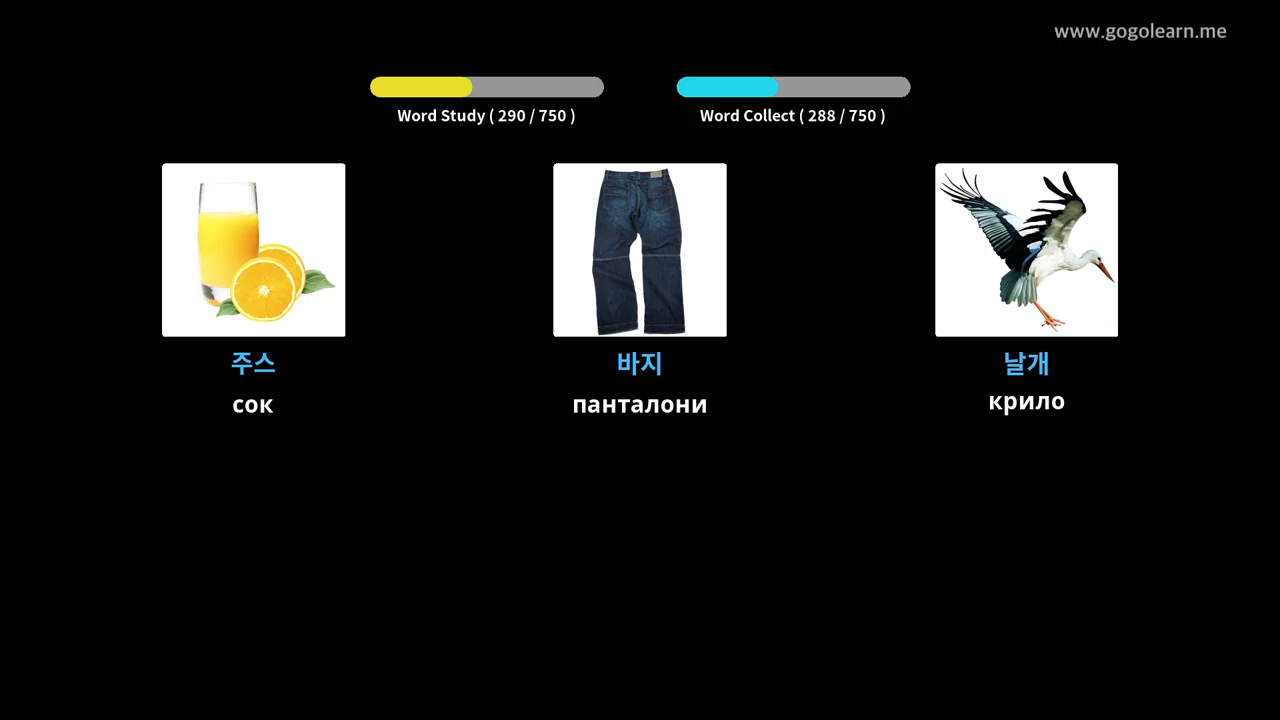 www.gogolearn.me
Word Study ( 290 / 750 )
Word Collect ( 288 / 750 )
주스
바지
날개
сок
панталони
крило